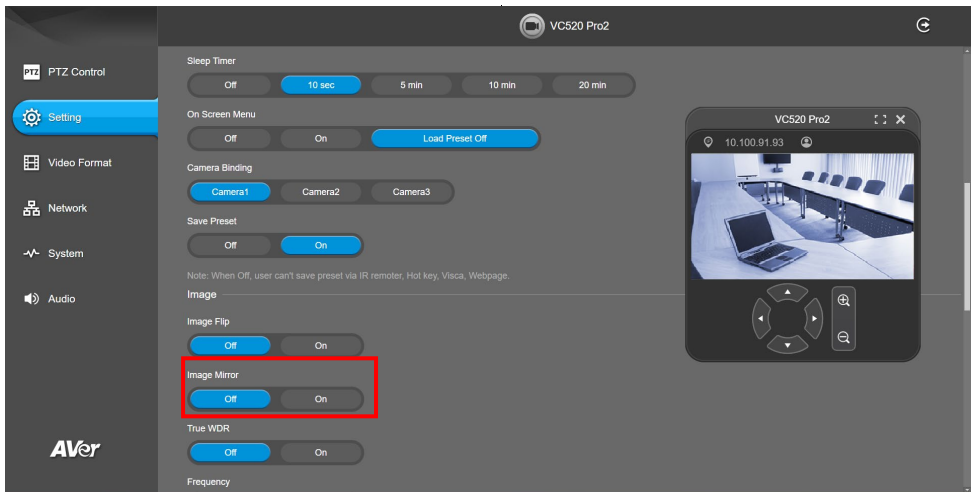 VC520 Pro2
PTZ PTZ Control
Setting
Video Format
Network
System
Audio
AVer
Sleep Timer
Off 10 sec 5 min 10 min 20 min
On Screen Menu
Off On Load Preset Off
Camera Binding
Camera1 Camera2 Camera3
Save Preset
Off On
Note: When Off, user can't save preset via IR remoter, Hot key, Visca, Webpage.
Image
Image Flip
Off On
Image Mirror
Off On
True WDR
Off On
Frequency
VC520 Pro2
10.100.91.93